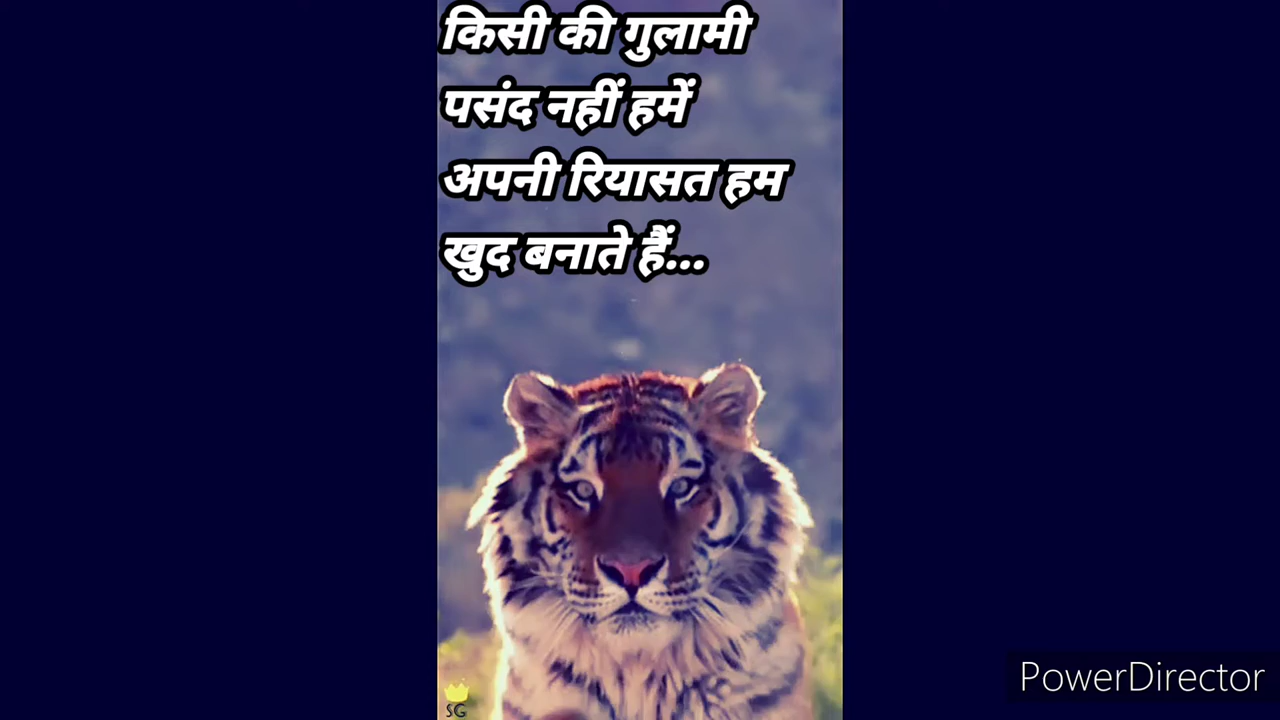 किसी की गुलामी
पसंद नहीं हमें
अपनी रियासत हम
खुद बनाते हैं...
SG
PowerDirector